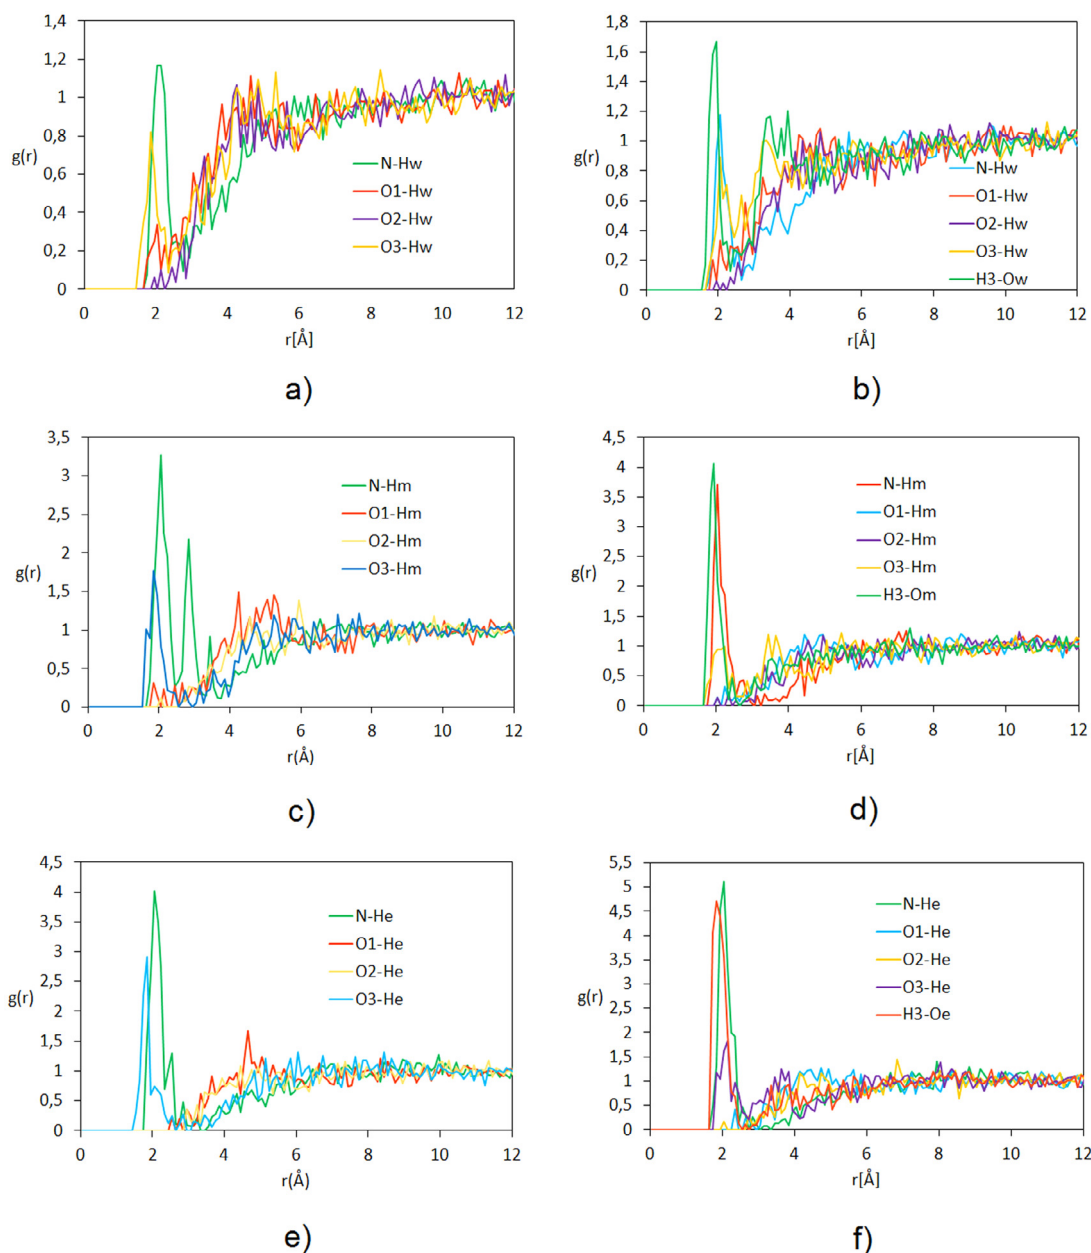 1,4
1,2
1
0,8
0,6
0,4
0,2
0
g(r)
N-Hw
O1-Hw
O2-Hw
O3-Hw
0 2 4 6 8 10 12
r[Å]
a)
1,8
1,6
1,4
1,2
1
0,8
0,6
0,4
0,2
0
g(r)
N-Hw
O1-Hw
O2-Hw
O3-Hw
H3-Ow
0 2 4 6 8 10 12
r[Å]
b)
3,5
3
2,5
2
1,5
1
0,5
0
g(r)
N-Hm
O1-Hm
O2-Hm
O3-Hm
0 2 4 6 8 10 12
r(Å)
c)
4,5
4
3,5
3
2,5
2
1,5
1
0,5
0
g(r)
N-Hm
O1-Hm
O2-Hm
O3-Hm
H3-Om
0 2 4 6 8 10 12
r[Å]
d)
4,5
4
3,5
3
2,5
2
1,5
1
0,5
0
g(r)
N-He
O1-He
O2-He
O3-He
0 2 4 6 8 10 12
r(Å)
e)
5,5
5
4,5
4
3,5
3
2,5
2
1,5
1
0,5
0
g(r)
N-He
O1-He
O2-He
O3-He
H3-Oe
0 2 4 6 8 10 12
r[Å]
f)